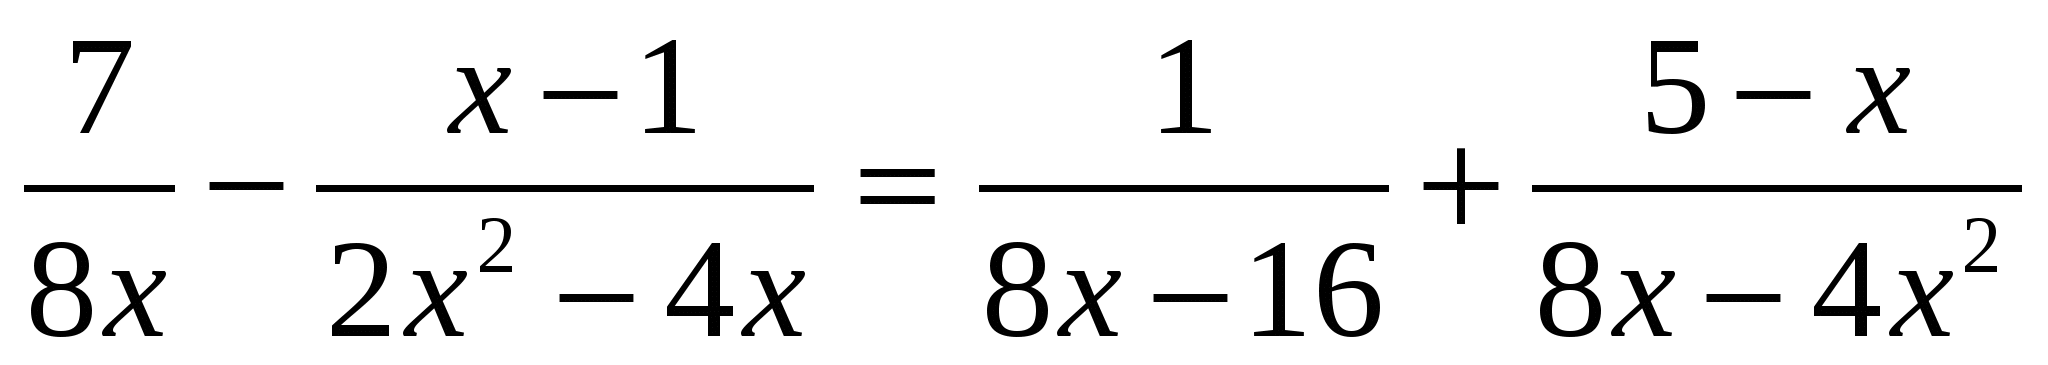 7/8x − (x − 1)/(2x² − 4x) = 1/(8x − 16) + (5 − x)/(8x − 4x²)